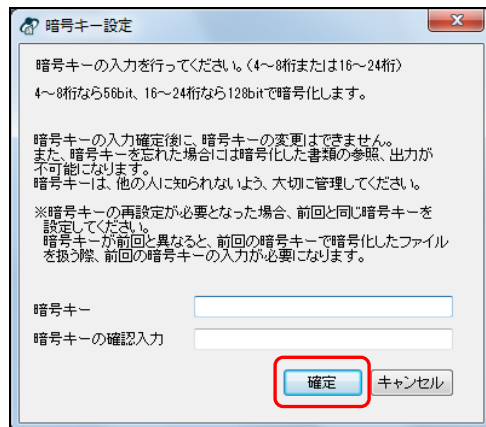 暗号キー設定
暗号キーの入力を行ってください。(4～8桁または16～24桁)
4～8桁なら56bit、16～24桁なら128bitで暗号化します。
暗号キーの入力確定後に、暗号キーの変更はできません。
また、暗号キーを忘れた場合には暗号化した書類の参照、出力が
不可能になります。
暗号キーは、他の人に知られないよう、大切に管理してください。
※暗号キーの再設定が必要となった場合、前回と同じ暗号キーを
設定してください。
暗号キーが前回と異なると、前回の暗号キーで暗号化したファイル
を扱う際、前回の暗号キーの入力が必要になります。
暗号キー
暗号キーの確認入力
確定 キャンセル